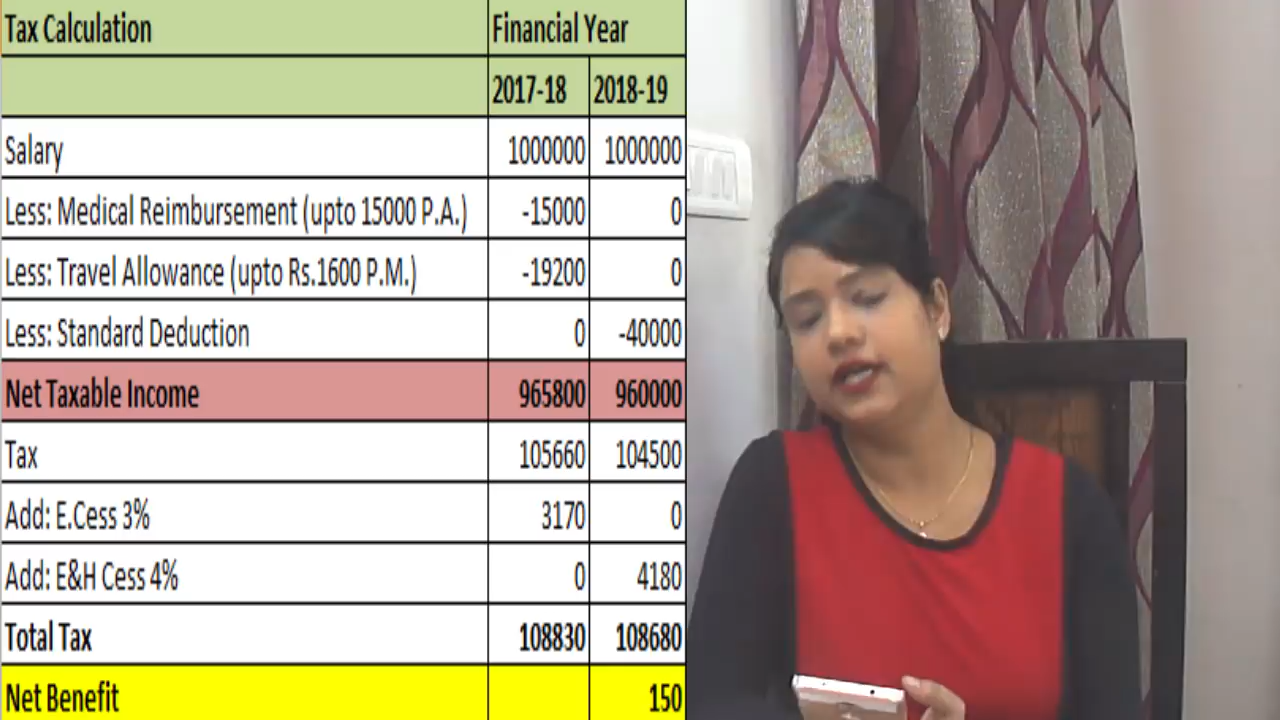 Tax Calculation Financial Year
2017-18 2018-19
Salary 1000000 1000000
Less: Medical Reimbursement (upto 15000 P.A.) -15000 0
Less: Travel Allowance (upto Rs.1600 P.M.) -19200 0
Less: Standard Deduction 0 -40000
Net Taxable Income 965800 960000
Tax 105660 104500
Add: E.Cess 3% 3170 0
Add: E&H Cess 4% 0 4180
Total Tax 108830 108680
Net Benefit 150